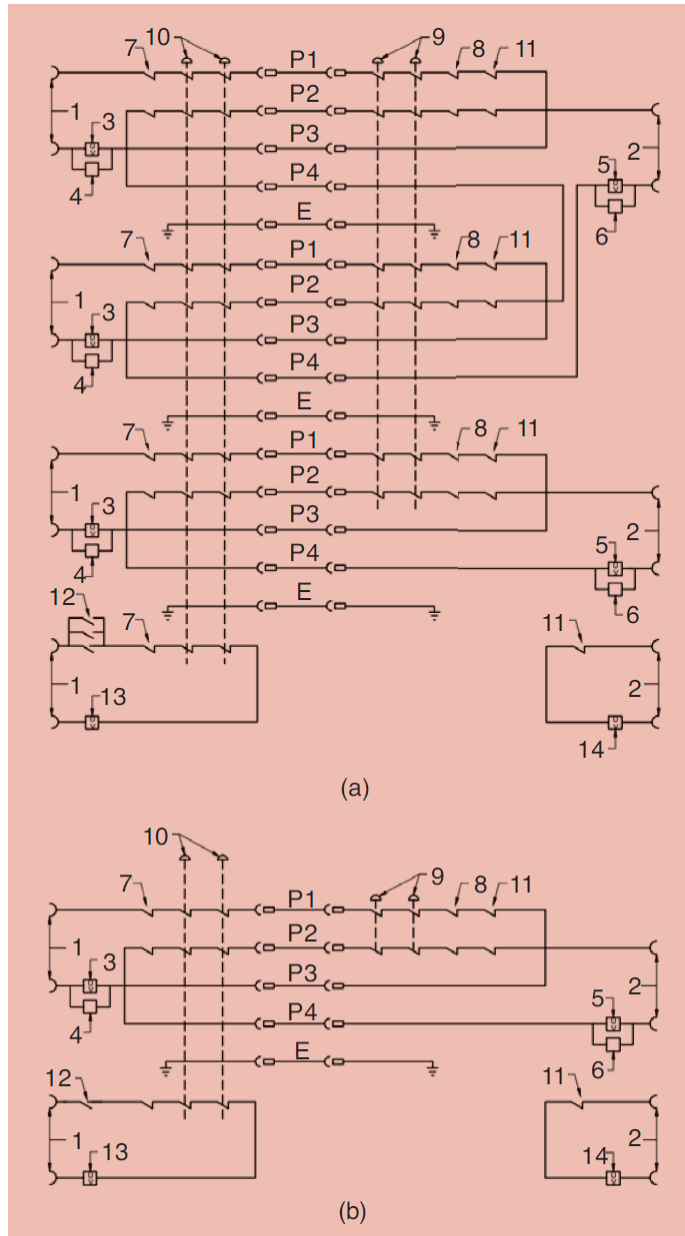 7 10 P1 9 8 11
P2
1 3 P3 5 2
4 P4 6
E
7 P1 8 11
P2
1 3 P3
4 P4
E
7 P1 8 11
P2
1 3 P3 5 2
4 P4
12 7 E 6 11
1 13 2
14
(a)
10
7 P1 9 8 11
P2
1 3 P3 5 2
4 P4
12 E 6 11
1 13 14 2
(b)